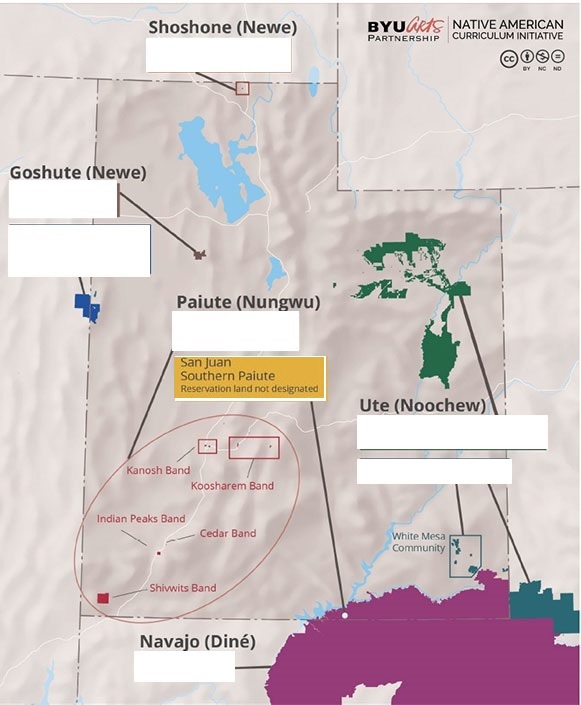 Shoshone (Newe)
BYU Arts
PARTNERSHIP
NATIVE AMERICAN
CURRICULUM INITIATIVE
cc
BY NC ND
Goshute (Newe)
Paiute (Nungwu)
San Juan
Southern Paiute
Reservation land not designated
Ute (Noochew)
Kanosh Band
Koosharem Band
Indian Peaks Band
Cedar Band
White Mesa
Community
Shivwits Band
Navajo (Diné)